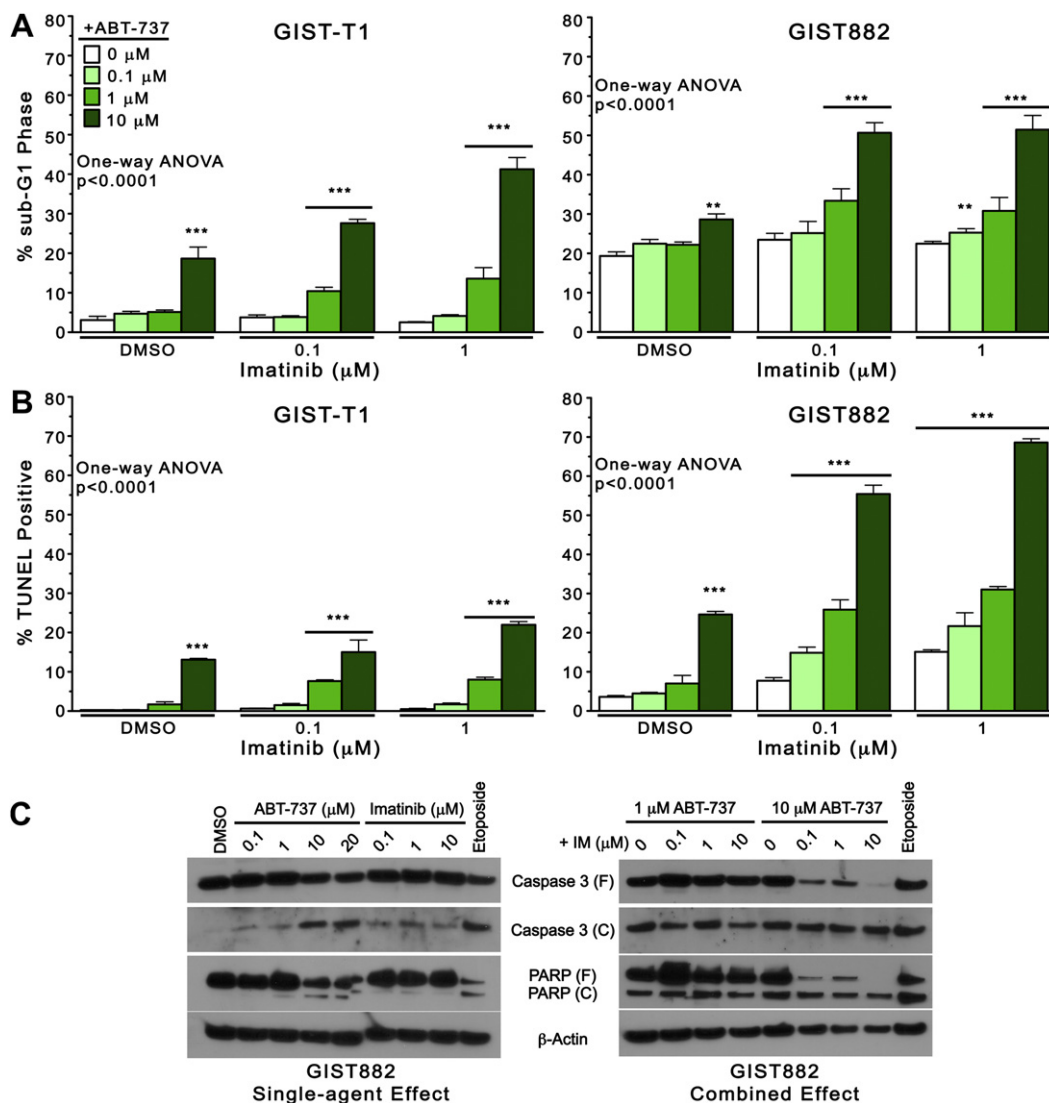 A
+ABT-737
0 μM
0.1 μM
1 μM
10 μM
GIST-T1
GIST882
% sub-G1 Phase
80
70
60
50
40
30
20
10
0
One-way ANOVA
p<0.0001
***
***
***
DMSO
0.1
1
Imatinib (μM)
80
70
60
50
40
30
20
10
0
One-way ANOVA
p<0.0001
**
***
**
***
DMSO
0.1
1
Imatinib (μM)
B
GIST-T1
GIST882
% TUNEL Positive
80
70
60
50
40
30
20
10
0
One-way ANOVA
p<0.0001
***
***
***
DMSO
0.1
1
Imatinib (μM)
80
70
60
50
40
30
20
10
0
One-way ANOVA
p<0.0001
***
***
***
DMSO
0.1
1
Imatinib (μM)
C
DMSO
ABT-737 (μM)
0.1 1 10 20
Imatinib (μM)
0.1 1 10
Etoposide
1 μM ABT-737 10 μM ABT-737
+ IM (μM)
0 0.1 1 10 0 0.1 1 10
Etoposide
Caspase 3 (F)
Caspase 3 (C)
PARP (F)
PARP (C)
β-Actin
GIST882
Single-agent Effect
GIST882
Combined Effect